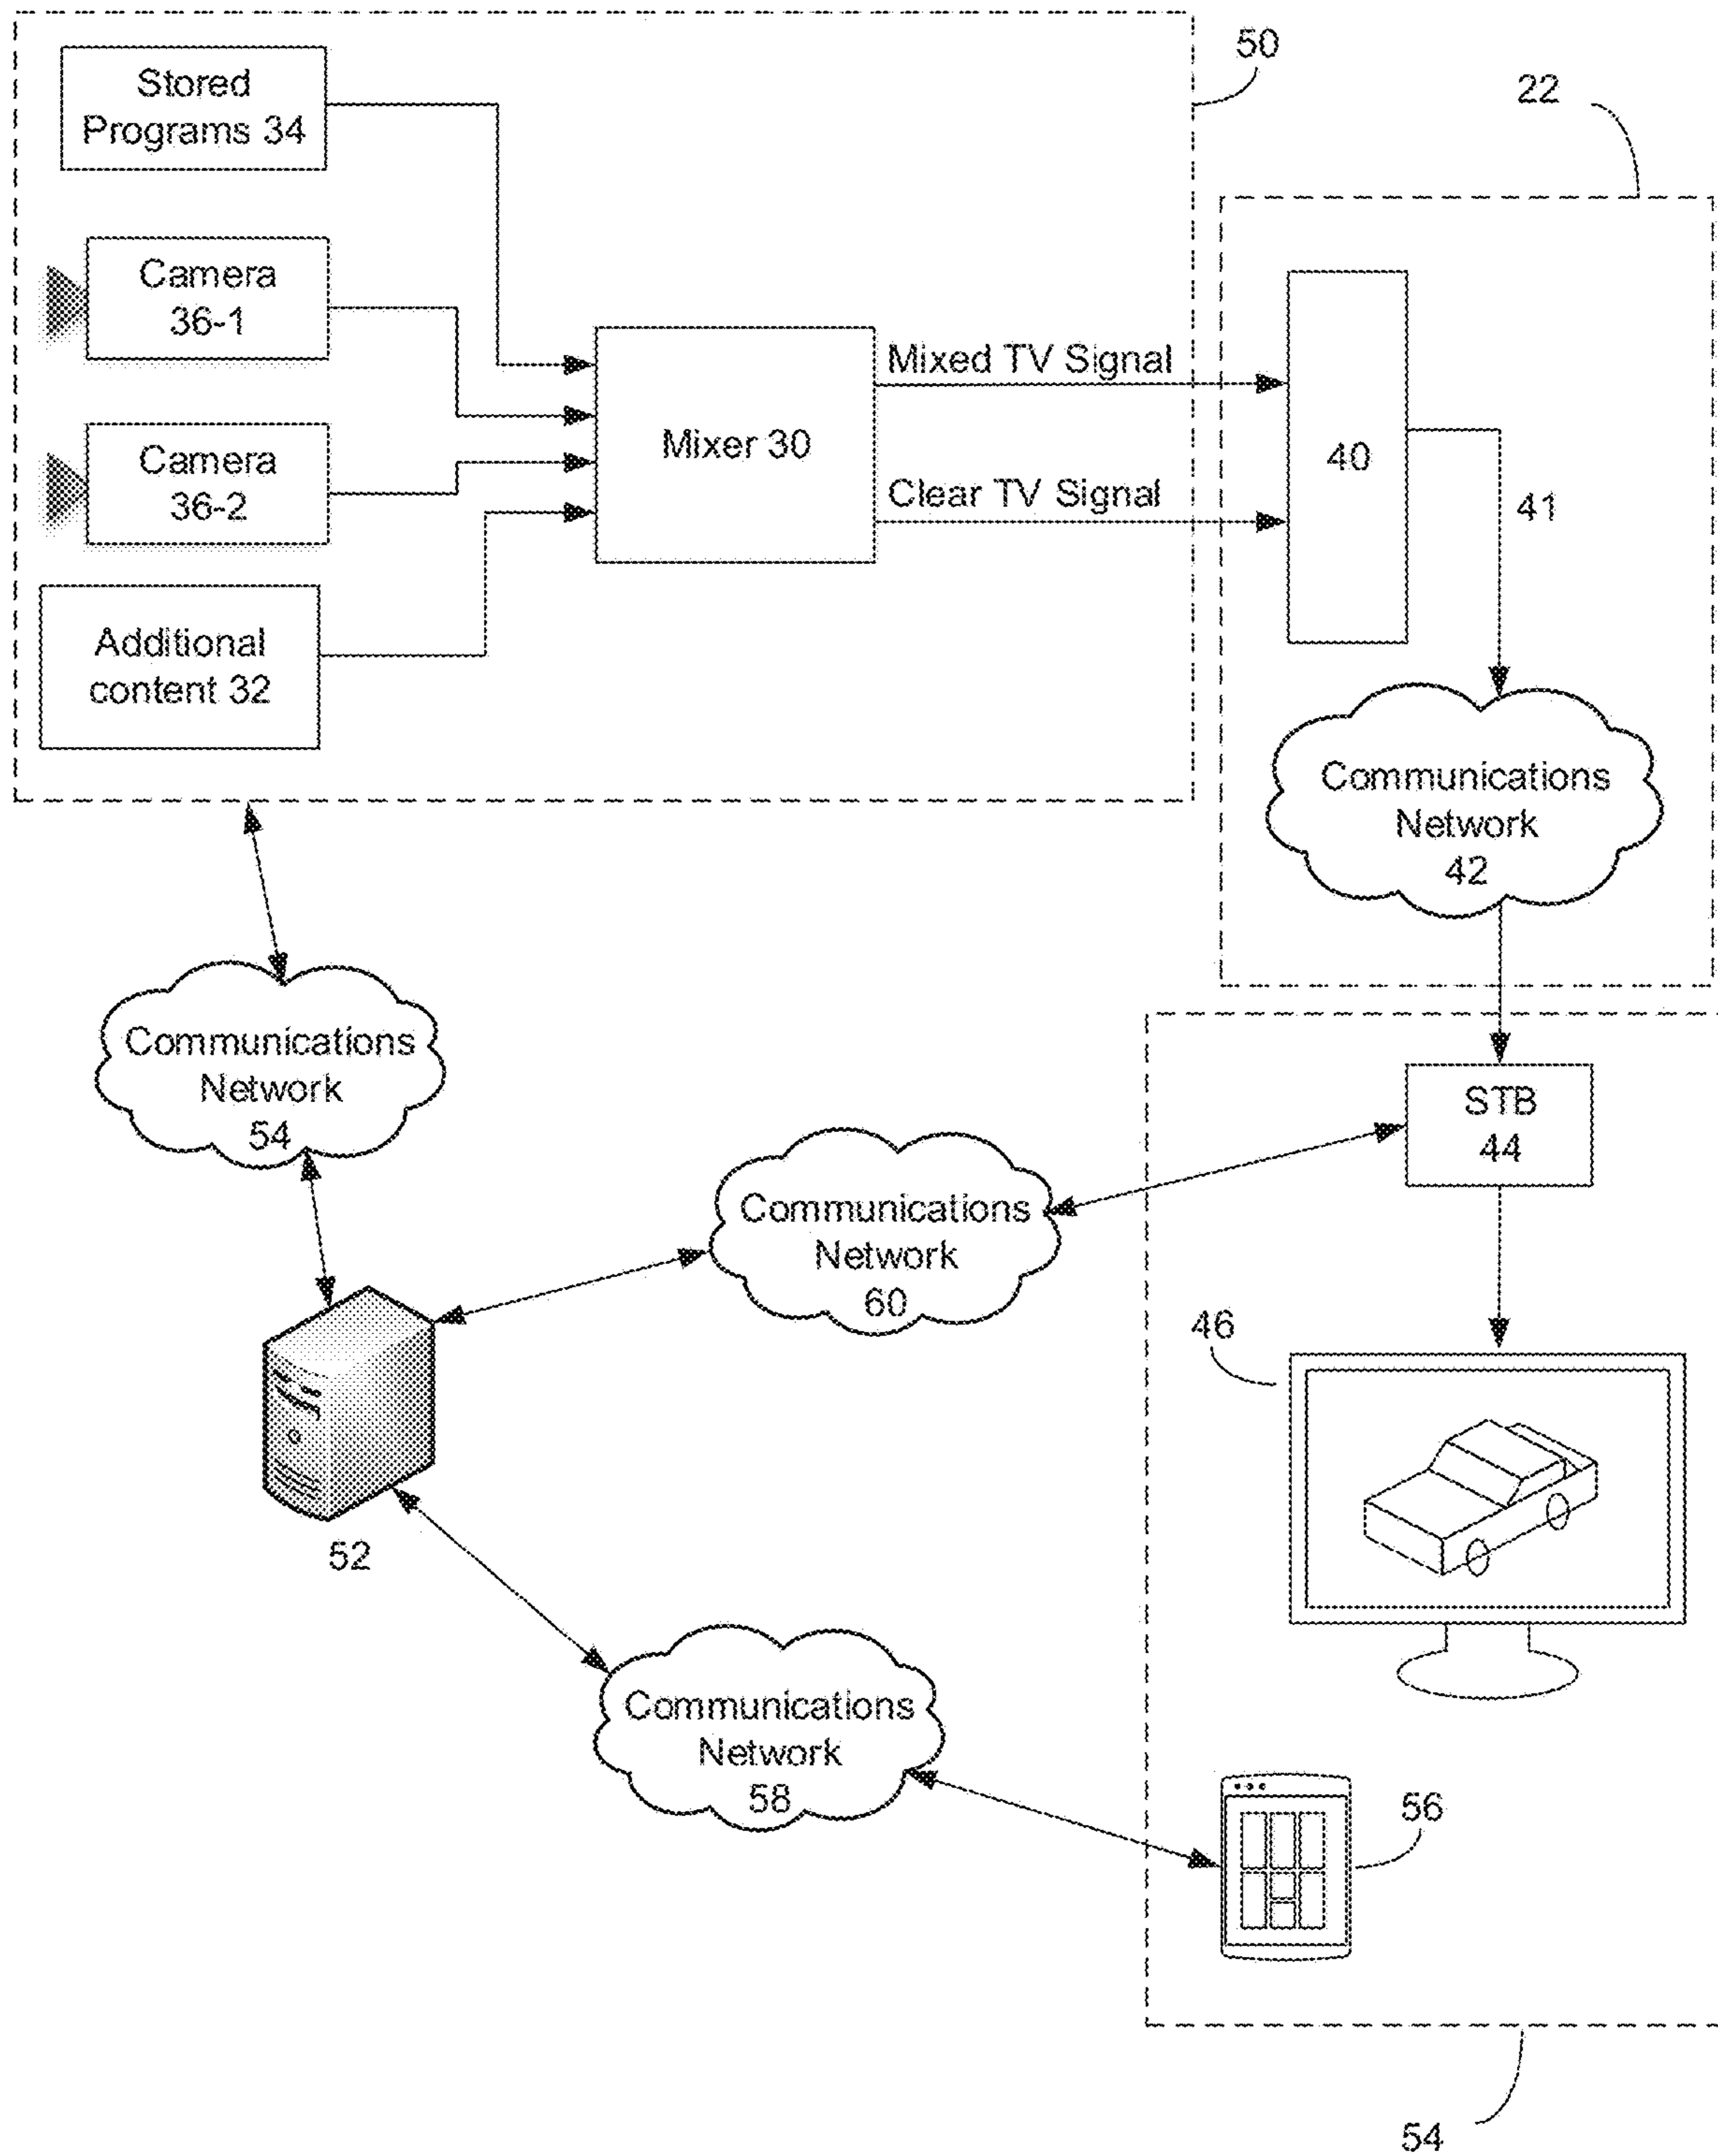 50
22
Stored
Programs 34
Camera
36-1
Camera
36-2
Additional
content 32
Mixer 30
Mixed TV Signal
Clear TV Signal
40
41
Communications
Network
42
Communications
Network
54
STB
44
Communications
Network
60
46
52
Communications
Network
58
56
54